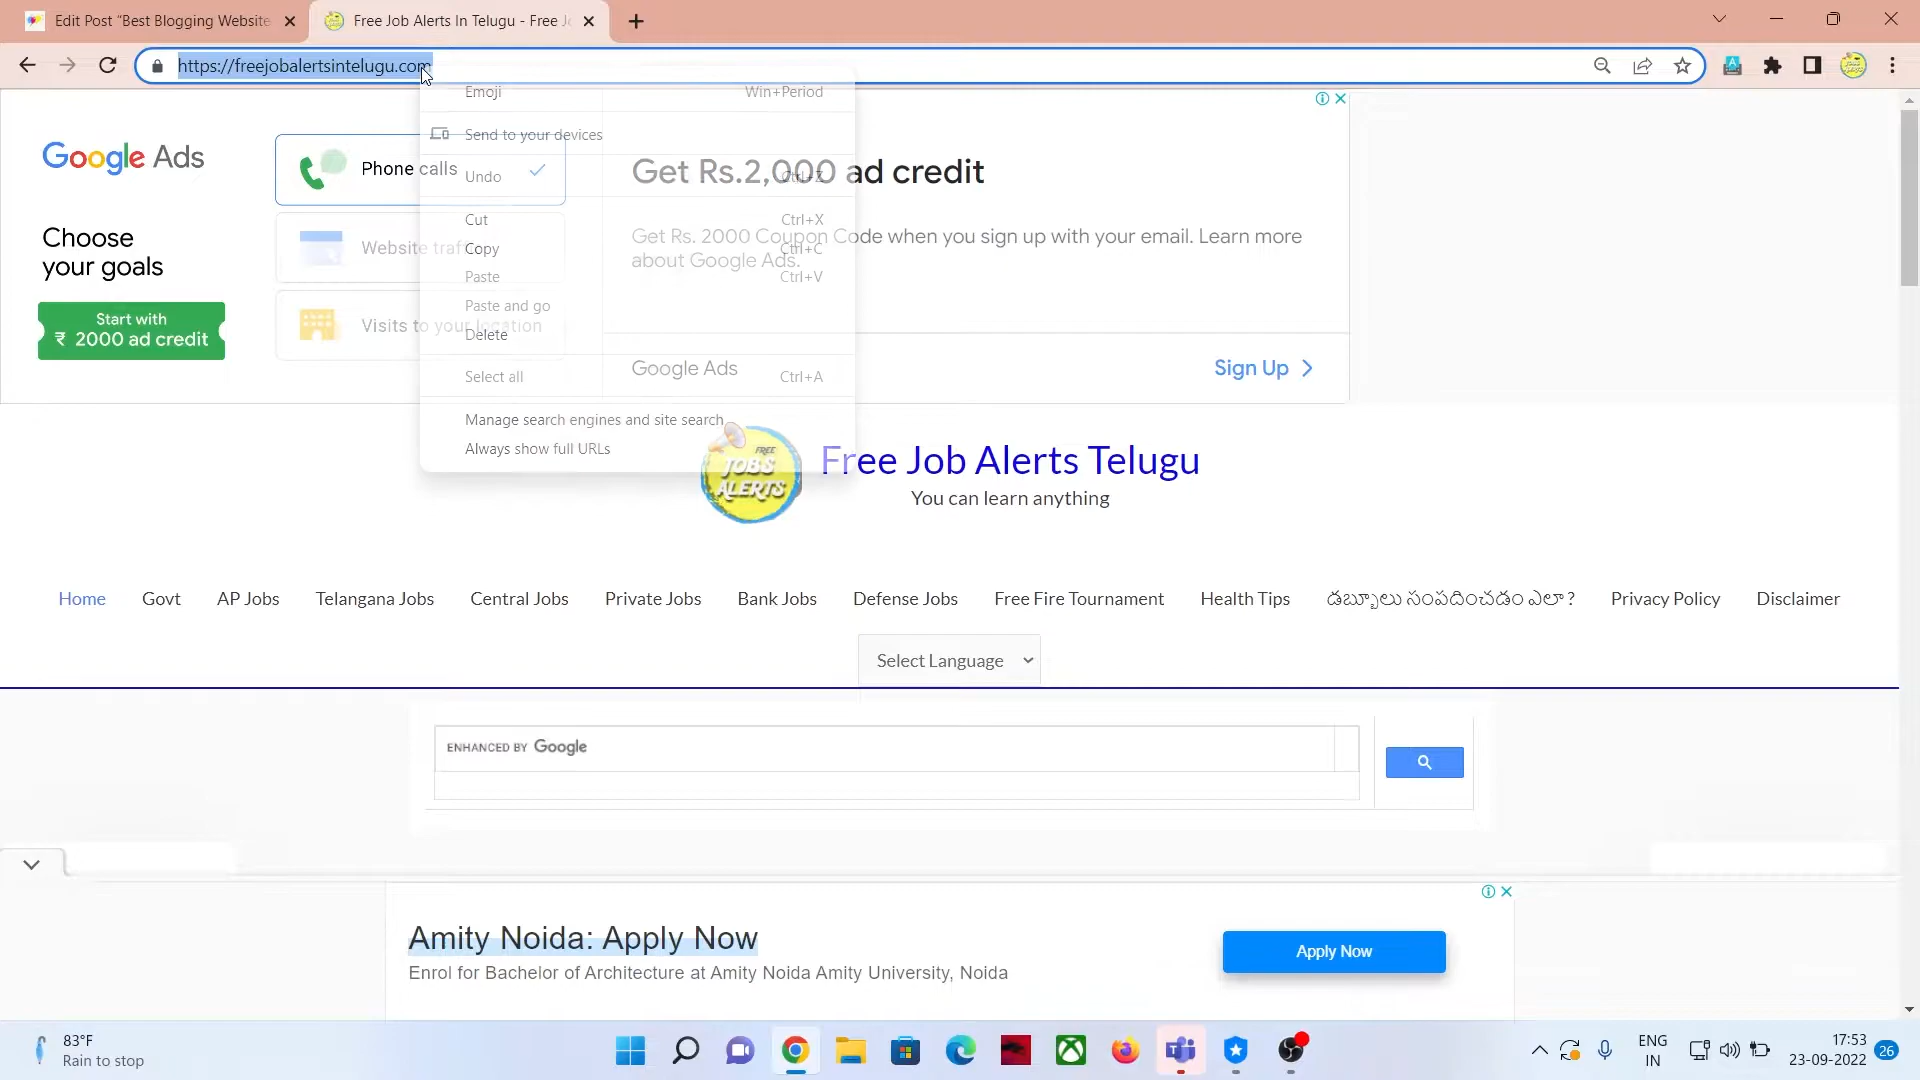 Edit Post "Best Blogging Website
Free Job Alerts In Telugu - Free Jo
https://freejobalertsintelugu.com
Emoji Win+Period
Send to your devices
Undo Ctrl+Z
Cut Ctrl+X
Copy Ctrl+C
Paste Ctrl+V
Paste and go
Delete
Select all Ctrl+A
Manage search engines and site search
Always show full URLs
Google Ads
Choose
your goals
Start with
₹ 2000 ad credit
Phone calls
Website traff
Visits to your location
Get Rs.2,000 ad credit
Get Rs. 2000 Coupon Code when you sign up with your email. Learn more
about Google Ads.
Google Ads
Sign Up
FREE
JOBS
ALERTS
Free Job Alerts Telugu
You can learn anything
Home Govt AP Jobs Telangana Jobs Central Jobs Private Jobs Bank Jobs Defense Jobs Free Fire Tournament Health Tips డబ్బూలు సంపదించడం ఎలా ? Privacy Policy Disclaimer
Select Language
ENHANCED BY Google
Amity Noida: Apply Now
Enrol for Bachelor of Architecture at Amity Noida Amity University, Noida
Apply Now
83°F
Rain to stop
ENG
IN
17:53
23-09-2022
26